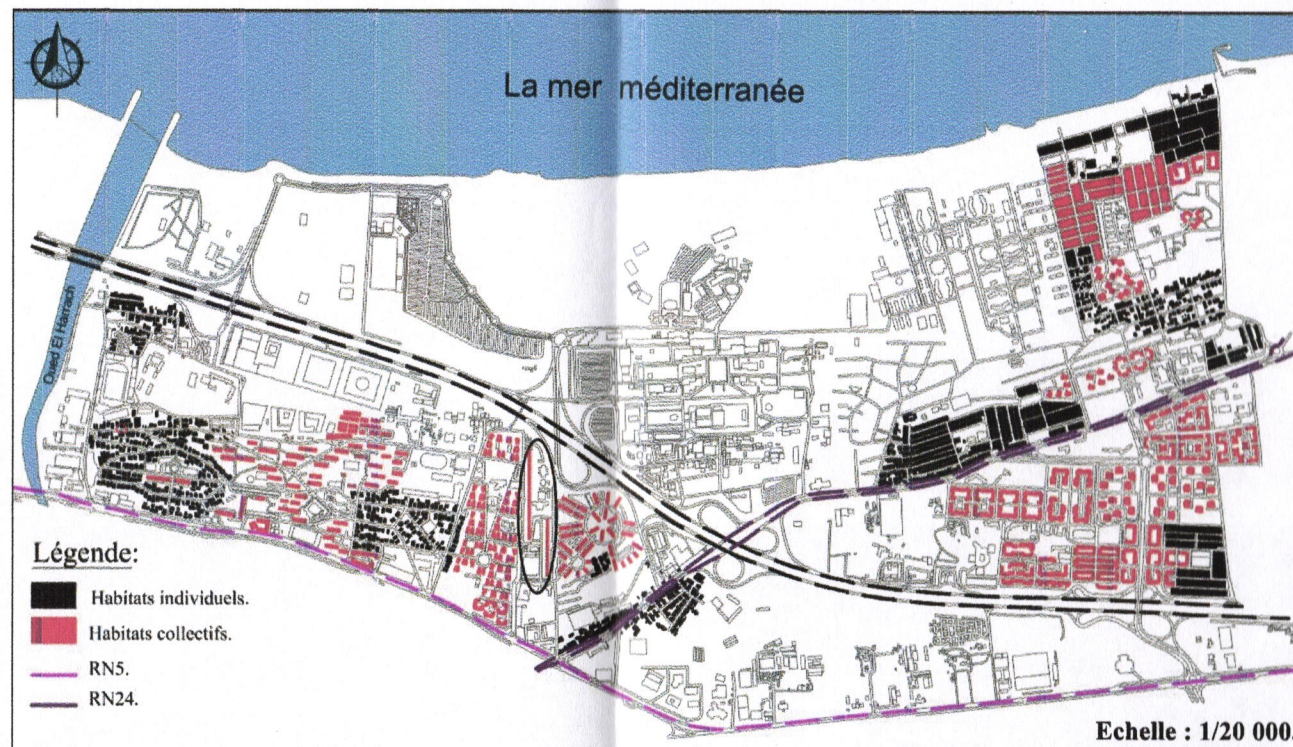 La mer méditerranée
Oued El Harrach
Légende:
Habitats individuels.
Habitats collectifs.
RN5.
RN24.
Echelle : 1/20 000.